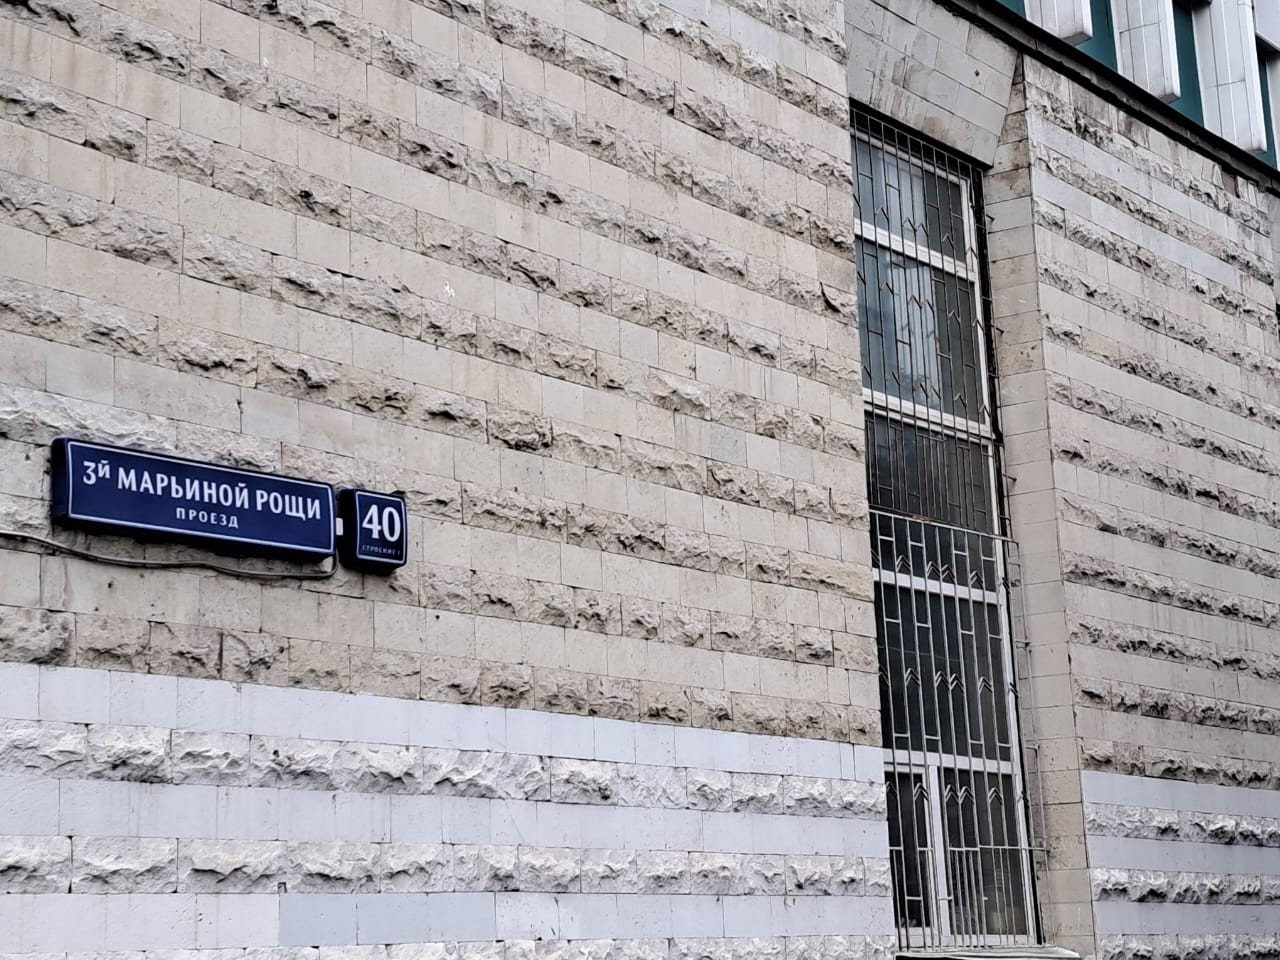 3й МАРЬИНОЙ РОЩИ
ПРОЕЗД
40
СТРОЕНИЕ 1